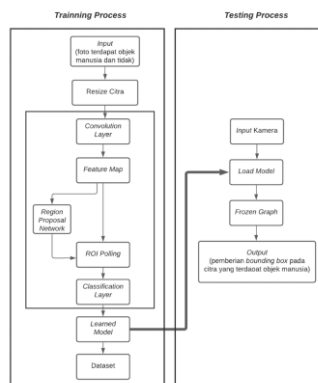 Trainning Process
Input
(foto terdapat objek
manusia dan tidak)
Resize Citra
Convolution
Layer
Feature Map
Region
Proposal
Network
ROI Polling
Classification
Layer
Learned
Model
Dataset
Testing Process
Input Kamera
Load Model
Frozen Graph
Output
(pemberian bounding box pada
citra yang terdaoat objek manusia)